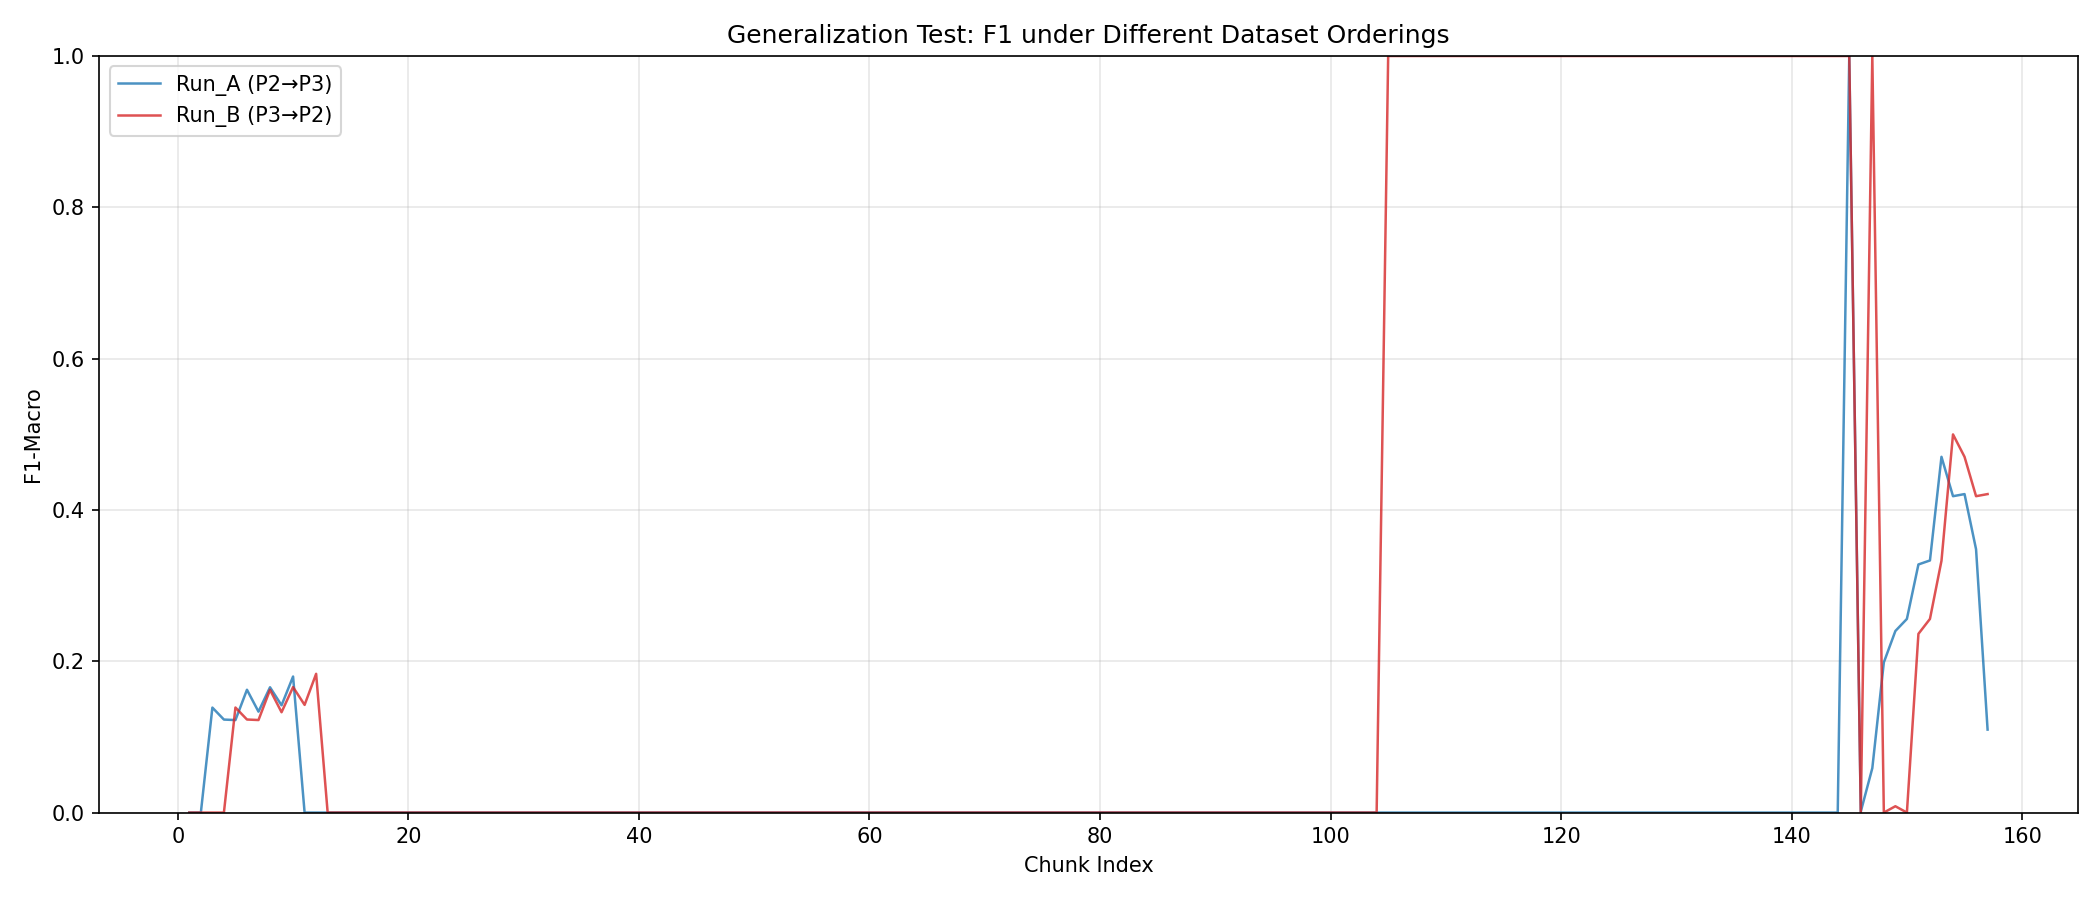 Generalization Test: F1 under Different Dataset Orderings
1.0
0.8
0.6
0.4
0.2
0.0
F1-Macro
Run_A (P2→P3)
Run_B (P3→P2)
0 20 40 60 80 100 120 140 160
Chunk Index